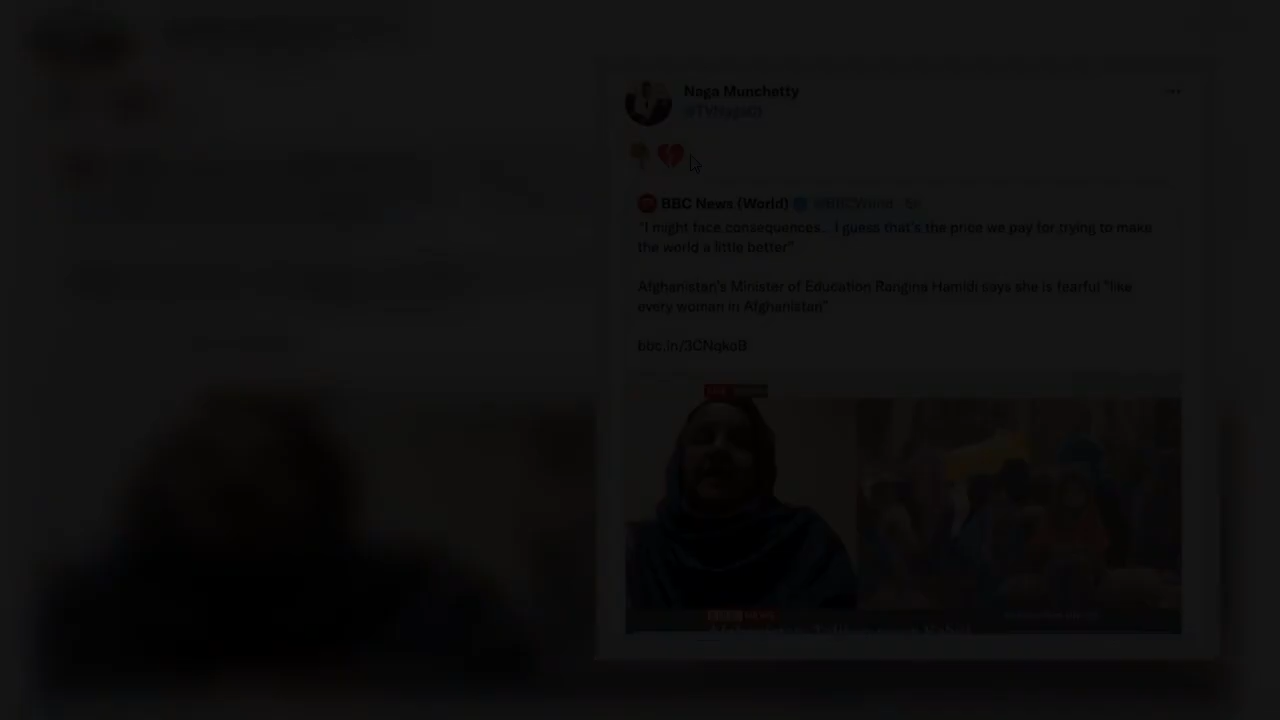 Naga Munchetty
@TVNaga01
BBC News (World) @BBCWorld
"I might face consequences... I guess that's the price we pay for trying to make
the world a little better"
Afghanistan's Minister of Education Rangina Hamidi says she is fearful "like
every woman in Afghanistan"
bbc.in/3CNqkoB
NEWS